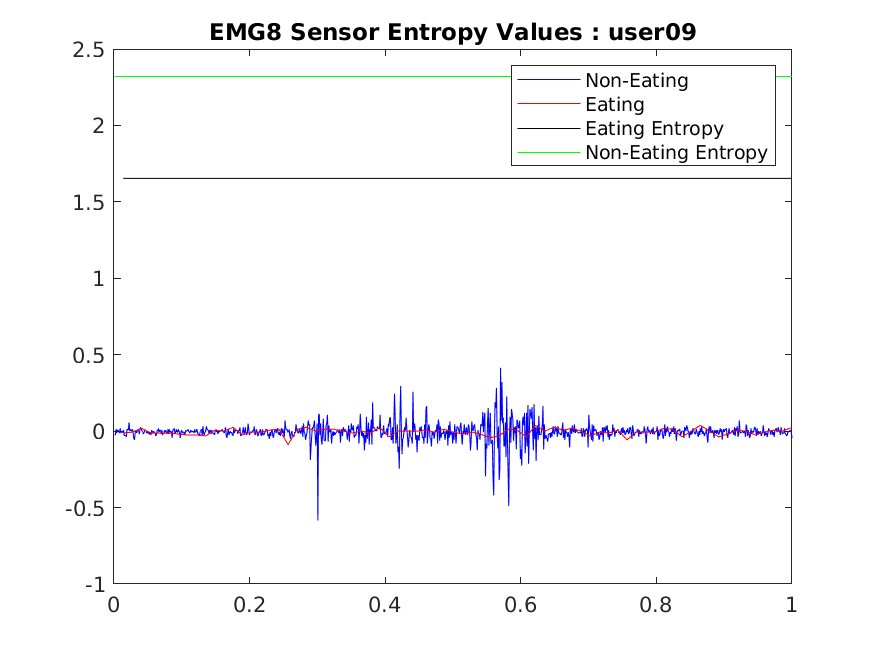 EMG8 Sensor Entropy Values : user09
2.5
2
1.5
1
0.5
0
-0.5
-1
0
0.2
0.4
0.6
0.8
1
Non-Eating
Eating
Eating Entropy
Non-Eating Entropy